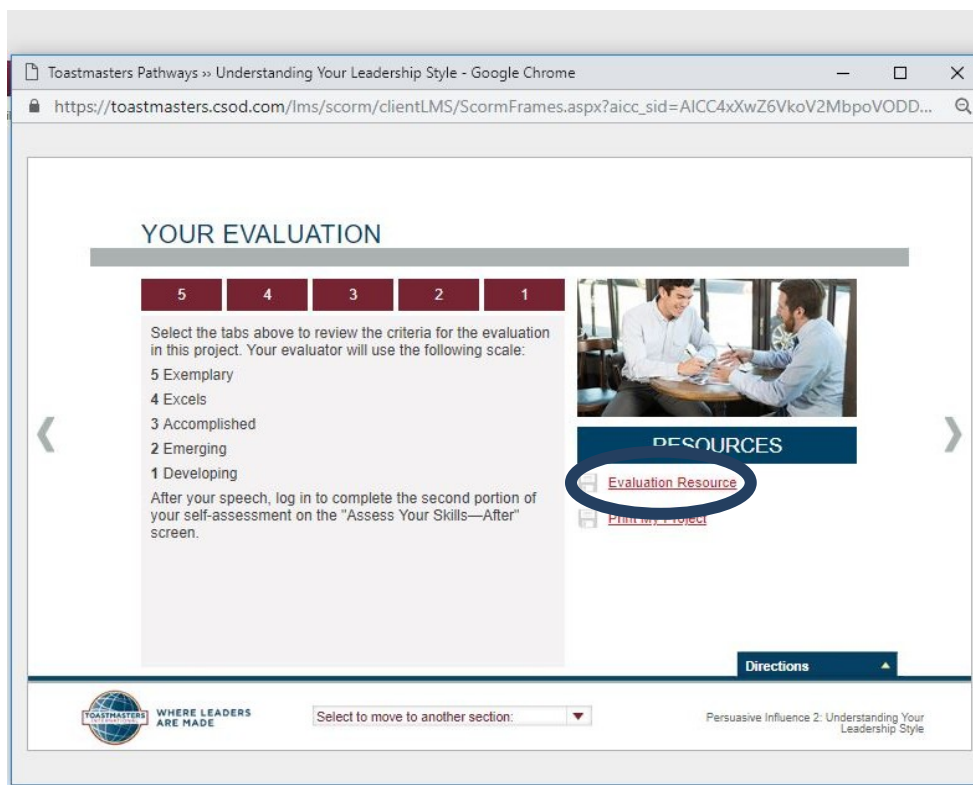 Toastmasters Pathways ›› Understanding Your Leadership Style - Google Chrome
https://toastmasters.csod.com/lms/scorm/clientLMS/ScormFrames.aspx?aicc_sid=AICC4xXwZ6VkoV2MbpoVODD...
YOUR EVALUATION
5 4 3 2 1
Select the tabs above to review the criteria for the evaluation
in this project. Your evaluator will use the following scale:
5 Exemplary
4 Excels
3 Accomplished
2 Emerging
1 Developing
After your speech, log in to complete the second portion of
your self-assessment on the "Assess Your Skills—After"
screen.
RESOURCES
Evaluation Resource
Print My Project
Directions
TOASTMASTERS
INTERNATIONAL
WHERE LEADERS
ARE MADE
Select to move to another section:
Persuasive Influence 2: Understanding Your
Leadership Style